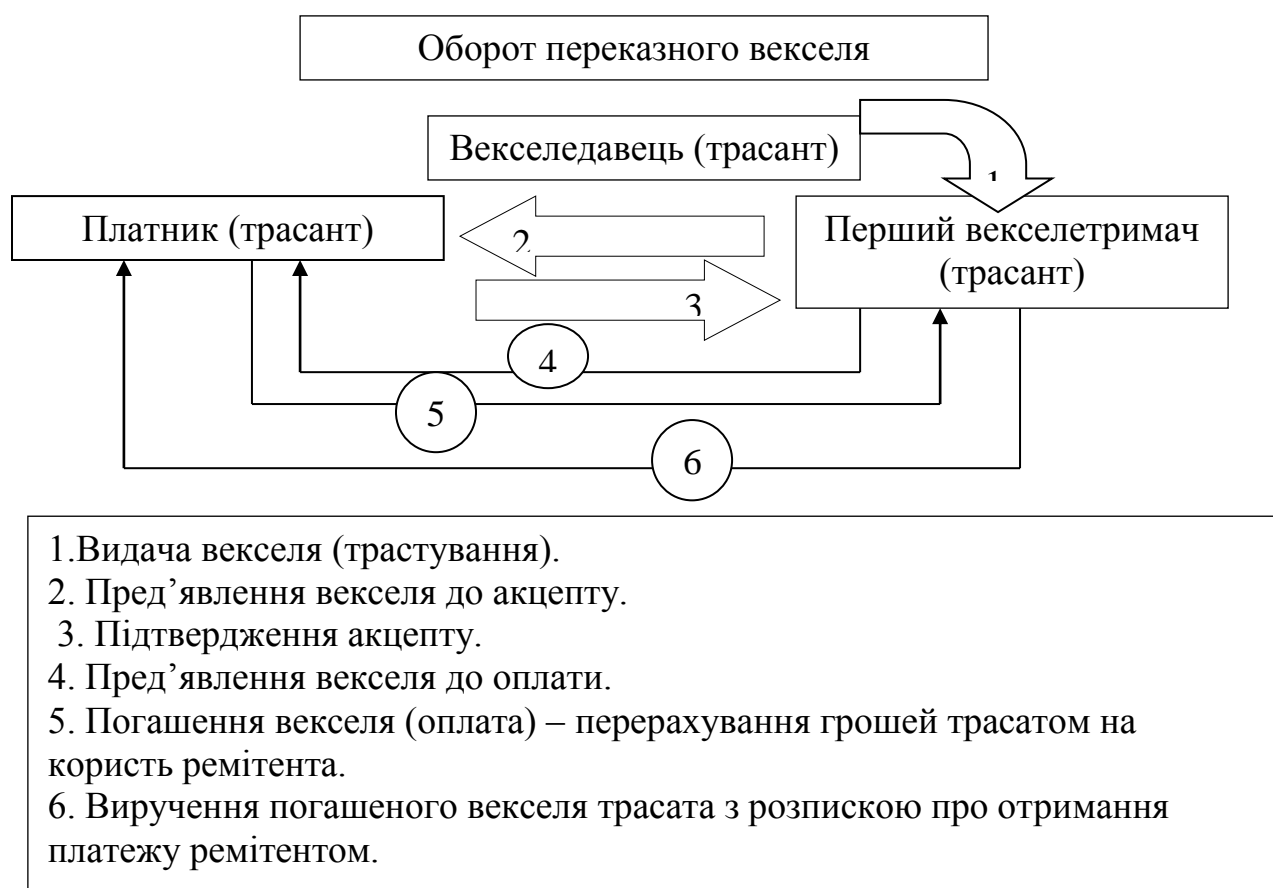 Оборот переказного векселя
Векселедавець (трасант)
1
Платник (трасант)
2
Перший векселетримач
(трасант)
3
4
5
6
1.Видача векселя (трастування).
2. Пред’явлення векселя до акцепту.
3. Підтвердження акцепту.
4. Пред’явлення векселя до оплати.
5. Погашення векселя (оплата) – перерахування грошей трасатом на
користь ремітента.
6. Виручення погашеного векселя трасата з розпискою про отримання
платежу ремітентом.